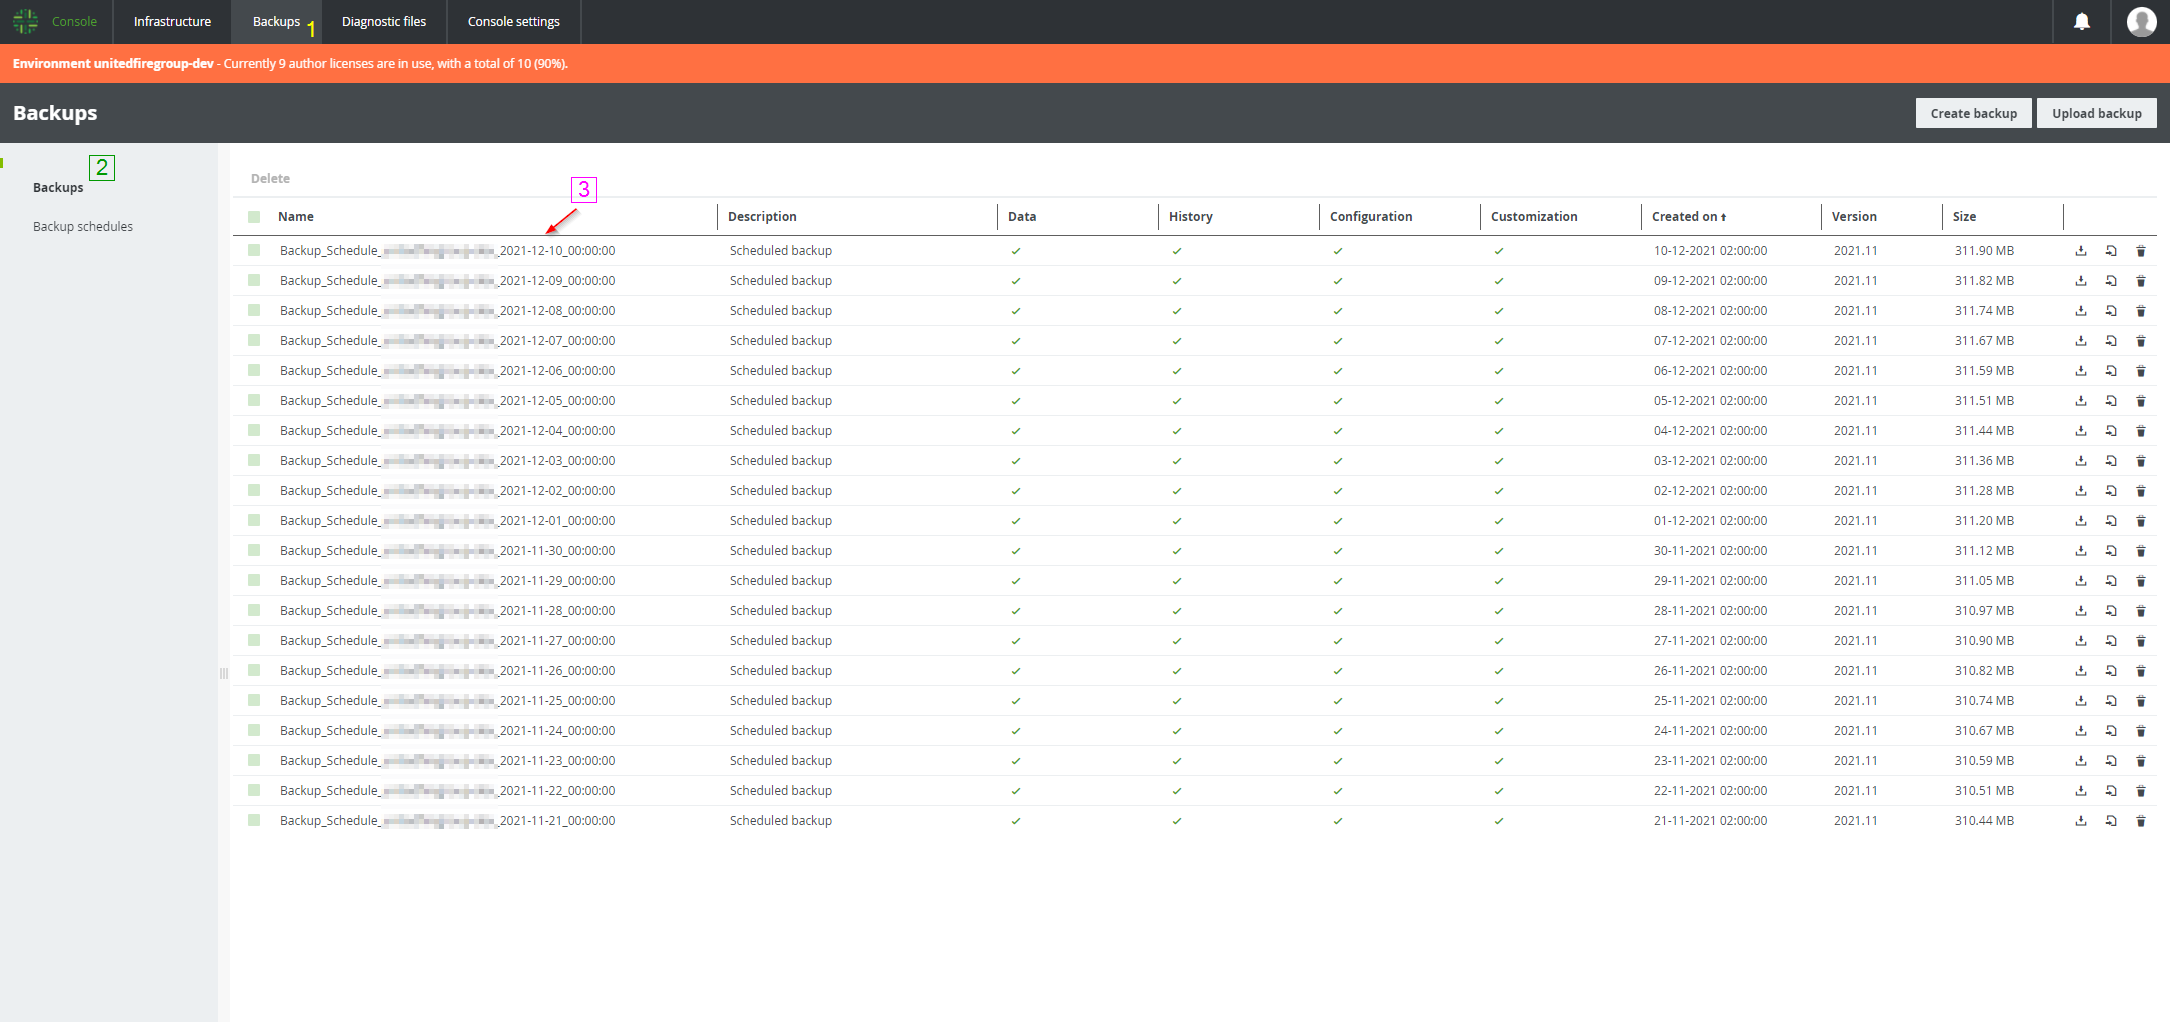 Console Infrastructure Backups 1 Diagnostic files Console settings
Environment unitedfiregroup-dev - Currently 9 author licenses are in use, with a total of 10 (90%).
Backups Create backup Upload backup
2
Backups
Backup schedules
Delete
3
Name Description Data History Configuration Customization Created on Version Size
Backup_Schedule_ _2021-12-10_00:00:00 Scheduled backup 10-12-2021 02:00:00 2021.11 311.90 MB
Backup_Schedule_ _2021-12-09_00:00:00 Scheduled backup 09-12-2021 02:00:00 2021.11 311.82 MB
Backup_Schedule_ _2021-12-08_00:00:00 Scheduled backup 08-12-2021 02:00:00 2021.11 311.74 MB
Backup_Schedule_ _2021-12-07_00:00:00 Scheduled backup 07-12-2021 02:00:00 2021.11 311.67 MB
Backup_Schedule_ _2021-12-06_00:00:00 Scheduled backup 06-12-2021 02:00:00 2021.11 311.59 MB
Backup_Schedule_ _2021-12-05_00:00:00 Scheduled backup 05-12-2021 02:00:00 2021.11 311.51 MB
Backup_Schedule_ _2021-12-04_00:00:00 Scheduled backup 04-12-2021 02:00:00 2021.11 311.44 MB
Backup_Schedule_ _2021-12-03_00:00:00 Scheduled backup 03-12-2021 02:00:00 2021.11 311.36 MB
Backup_Schedule_ _2021-12-02_00:00:00 Scheduled backup 02-12-2021 02:00:00 2021.11 311.28 MB
Backup_Schedule_ _2021-12-01_00:00:00 Scheduled backup 01-12-2021 02:00:00 2021.11 311.20 MB
Backup_Schedule_ _2021-11-30_00:00:00 Scheduled backup 30-11-2021 02:00:00 2021.11 311.12 MB
Backup_Schedule_ _2021-11-29_00:00:00 Scheduled backup 29-11-2021 02:00:00 2021.11 311.05 MB
Backup_Schedule_ _2021-11-28_00:00:00 Scheduled backup 28-11-2021 02:00:00 2021.11 310.97 MB
Backup_Schedule_ _2021-11-27_00:00:00 Scheduled backup 27-11-2021 02:00:00 2021.11 310.90 MB
Backup_Schedule_ _2021-11-26_00:00:00 Scheduled backup 26-11-2021 02:00:00 2021.11 310.82 MB
Backup_Schedule_ _2021-11-25_00:00:00 Scheduled backup 25-11-2021 02:00:00 2021.11 310.74 MB
Backup_Schedule_ _2021-11-24_00:00:00 Scheduled backup 24-11-2021 02:00:00 2021.11 310.67 MB
Backup_Schedule_ _2021-11-23_00:00:00 Scheduled backup 23-11-2021 02:00:00 2021.11 310.59 MB
Backup_Schedule_ _2021-11-22_00:00:00 Scheduled backup 22-11-2021 02:00:00 2021.11 310.51 MB
Backup_Schedule_ _2021-11-21_00:00:00 Scheduled backup 21-11-2021 02:00:00 2021.11 310.44 MB